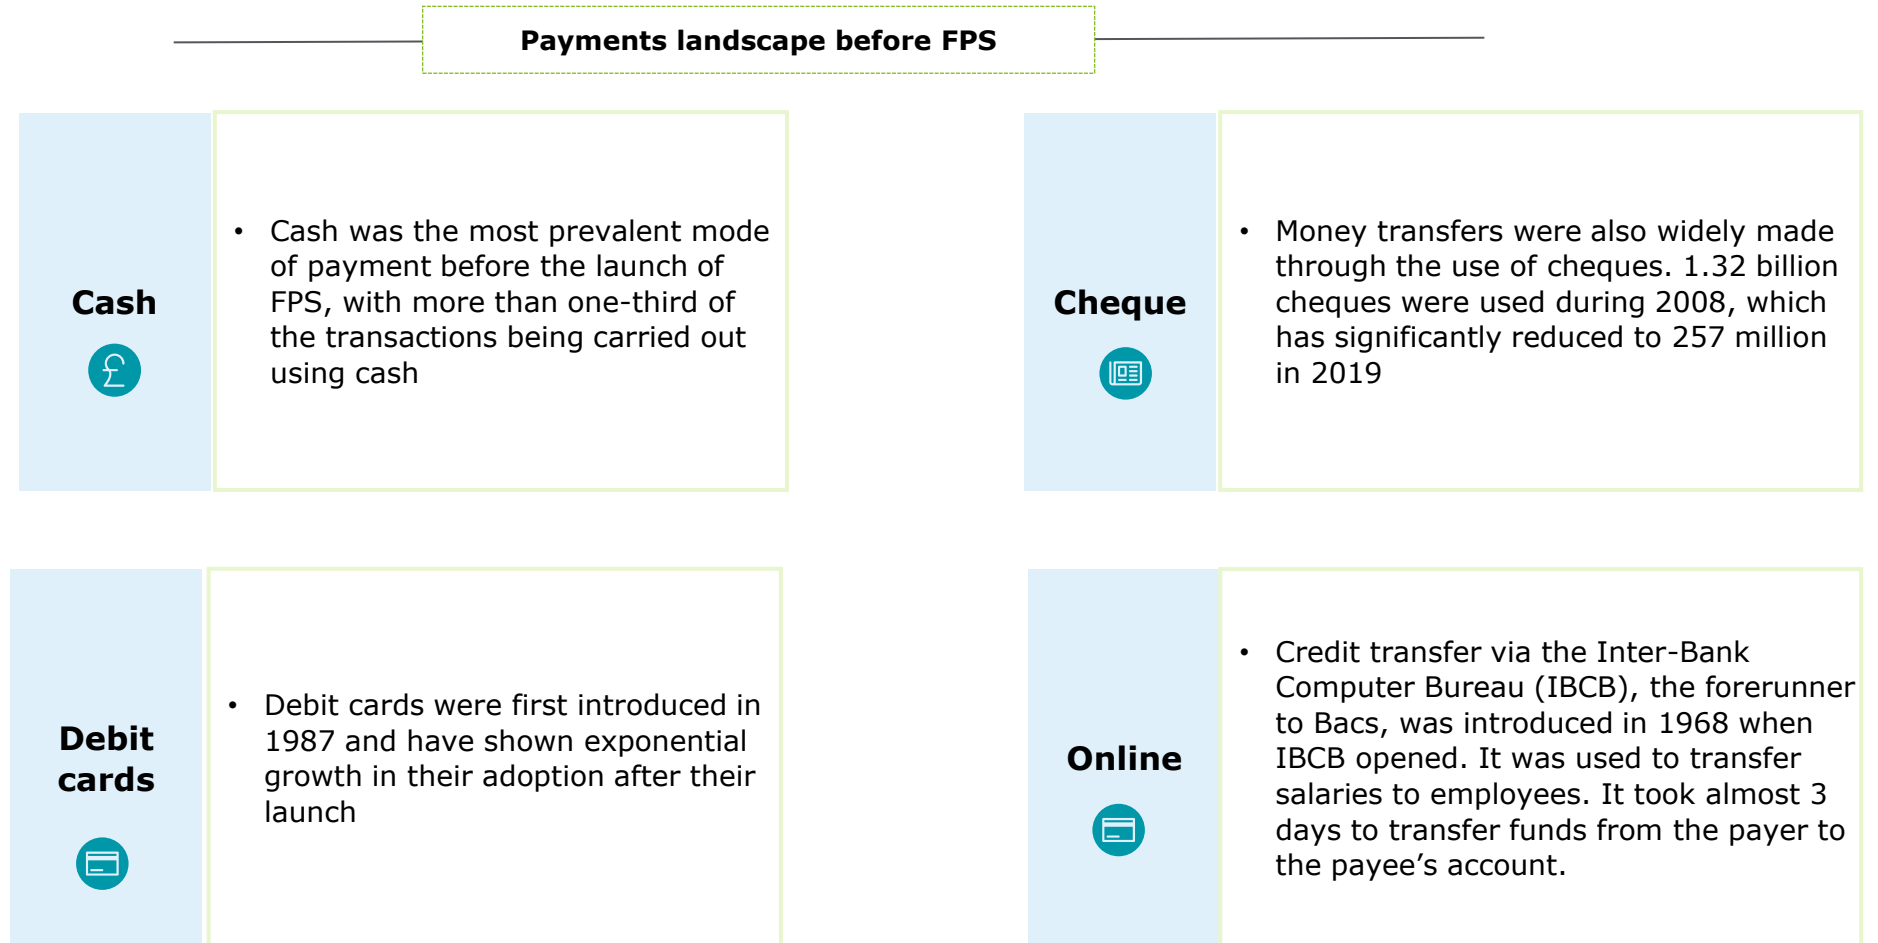 Payments landscape before FPS
Cash
£
• Cash was the most prevalent mode
of payment before the launch of
FPS, with more than one-third of
the transactions being carried out
using cash
Cheque
• Money transfers were also widely made
through the use of cheques. 1.32 billion
cheques were used during 2008, which
has significantly reduced to 257 million
in 2019
Debit
cards
• Debit cards were first introduced in
1987 and have shown exponential
growth in their adoption after their
launch
Online
• Credit transfer via the Inter-Bank
Computer Bureau (IBCB), the forerunner
to Bacs, was introduced in 1968 when
IBCB opened. It was used to transfer
salaries to employees. It took almost 3
days to transfer funds from the payer to
the payee’s account.